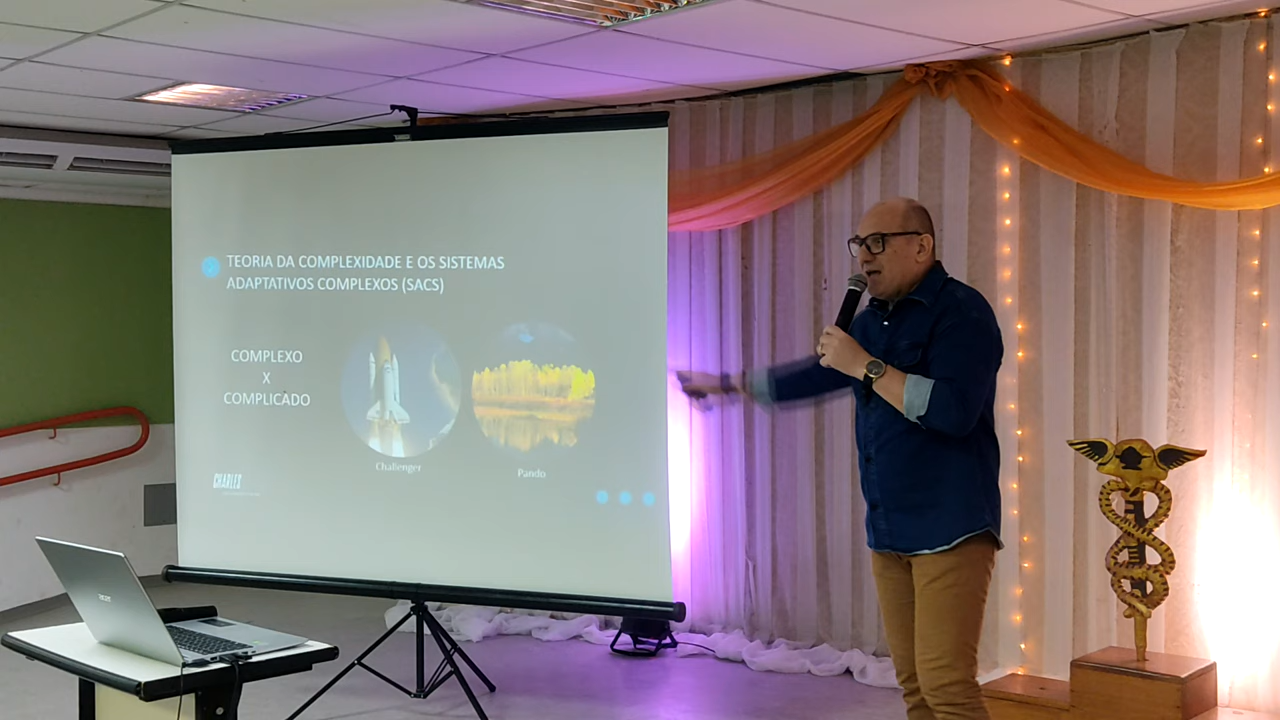 TEORIA DA COMPLEXIDADE E OS SISTEMAS
ADAPTATIVOS COMPLEXOS (SACS)
COMPLEXO
X
COMPLICADO
Challenger
Pando
CHARLES
acer